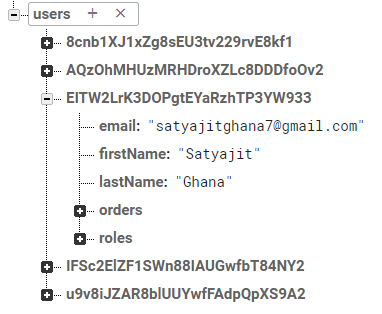 users + ×
8cnb1XJ1xZg8sEU3tv229rvE8kf1
AQzOhMHUzMRHDroXZLc8DDDfoOv2
EITW2LrK3DOPgtEYaRzhTP3YW933
email: "satyajitghana7@gmail.com"
firstName: "Satyajit"
lastName: "Ghana"
orders
roles
IFSc2ElZF1SWn88IAUGwfbT84NY2
u9v8iJZAR8blUUYwfFAdpQpXS9A2